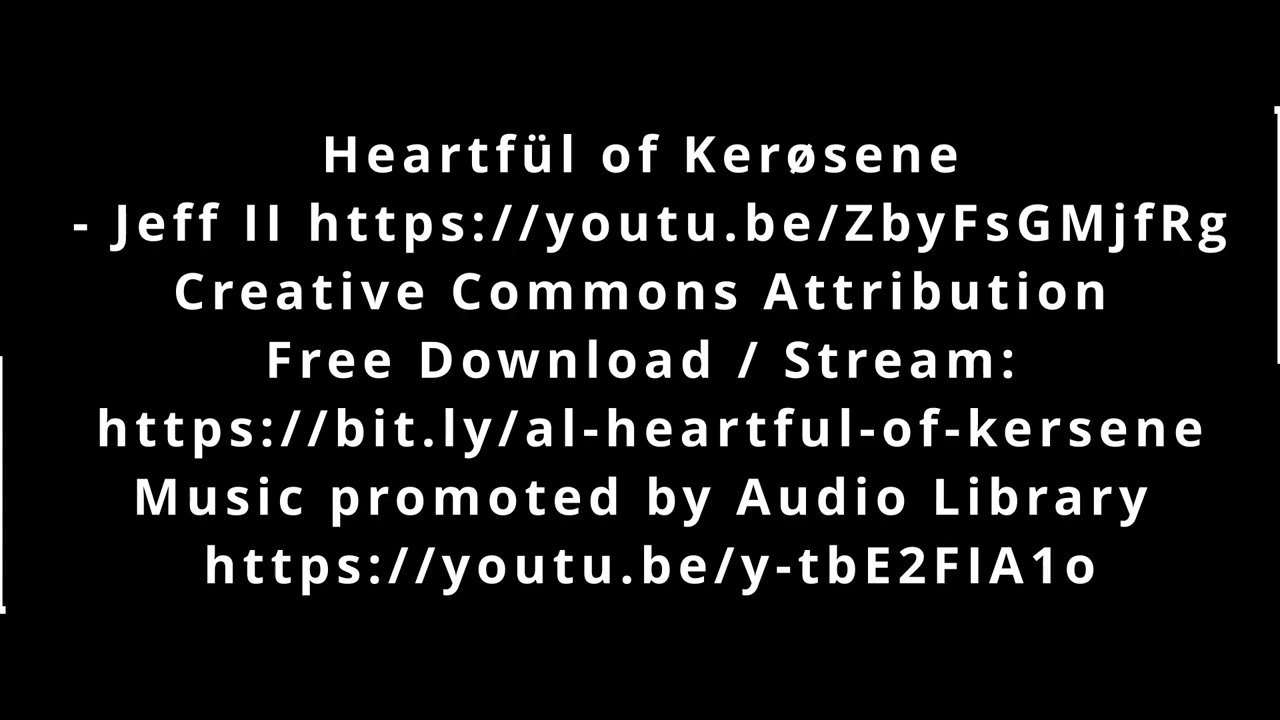 Heartfül of Kerøsene
- Jeff II https://youtu.be/ZbyFsGMjfRg
Creative Commons Attribution
Free Download / Stream:
https://bit.ly/al-heartful-of-kersene
Music promoted by Audio Library
https://youtu.be/y-tbE2FIA1o